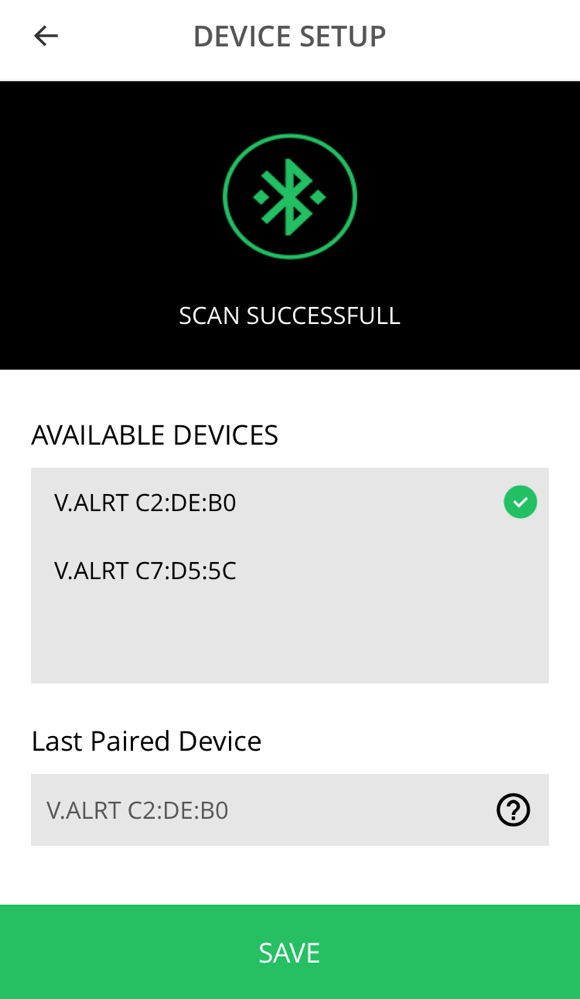 DEVICE SETUP
SCAN SUCCESSFULL
AVAILABLE DEVICES
V.ALRT C2:DE:B0
V.ALRT C7:D5:5C
Last Paired Device
V.ALRT C2:DE:B0
SAVE